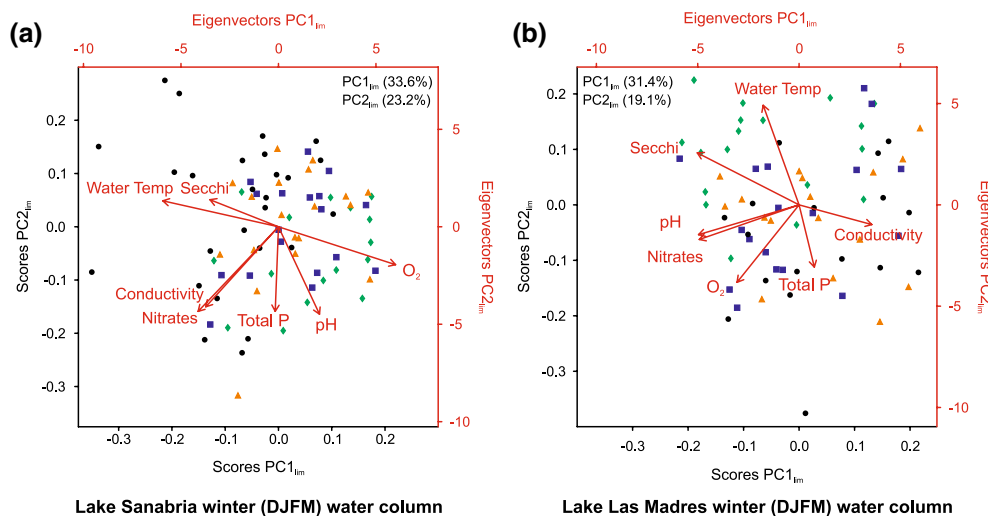 (a)
Eigenvectors PC1lim
-10 -5 0 5
PC1lim (33.6%)
PC2lim (23.2%)
0.2
0.1
0.0
-0.1
-0.2
-0.3
Scores PC2lim
Water Temp
Secchi
O2
Conductivity
Nitrates
Total P
pH
5
0
-5
-10
Eigenvectors PC2lim
-0.3 -0.2 -0.1 0.0 0.1 0.2
Scores PC1lim
Lake Sanabria winter (DJFM) water column
(b)
Eigenvectors PC1lim
-10 -5 0 5
PC1lim (31.4%)
PC2lim (19.1%)
0.2
0.1
0.0
-0.1
-0.2
-0.3
-0.4
Scores PC2lim
Water Temp
Secchi
pH
Nitrates
Conductivity
O2
Total P
5
0
-5
-10
Eigenvectors PC2lim
-0.3 -0.2 -0.1 0.0 0.1 0.2
Scores PC1lim
Lake Las Madres winter (DJFM) water column